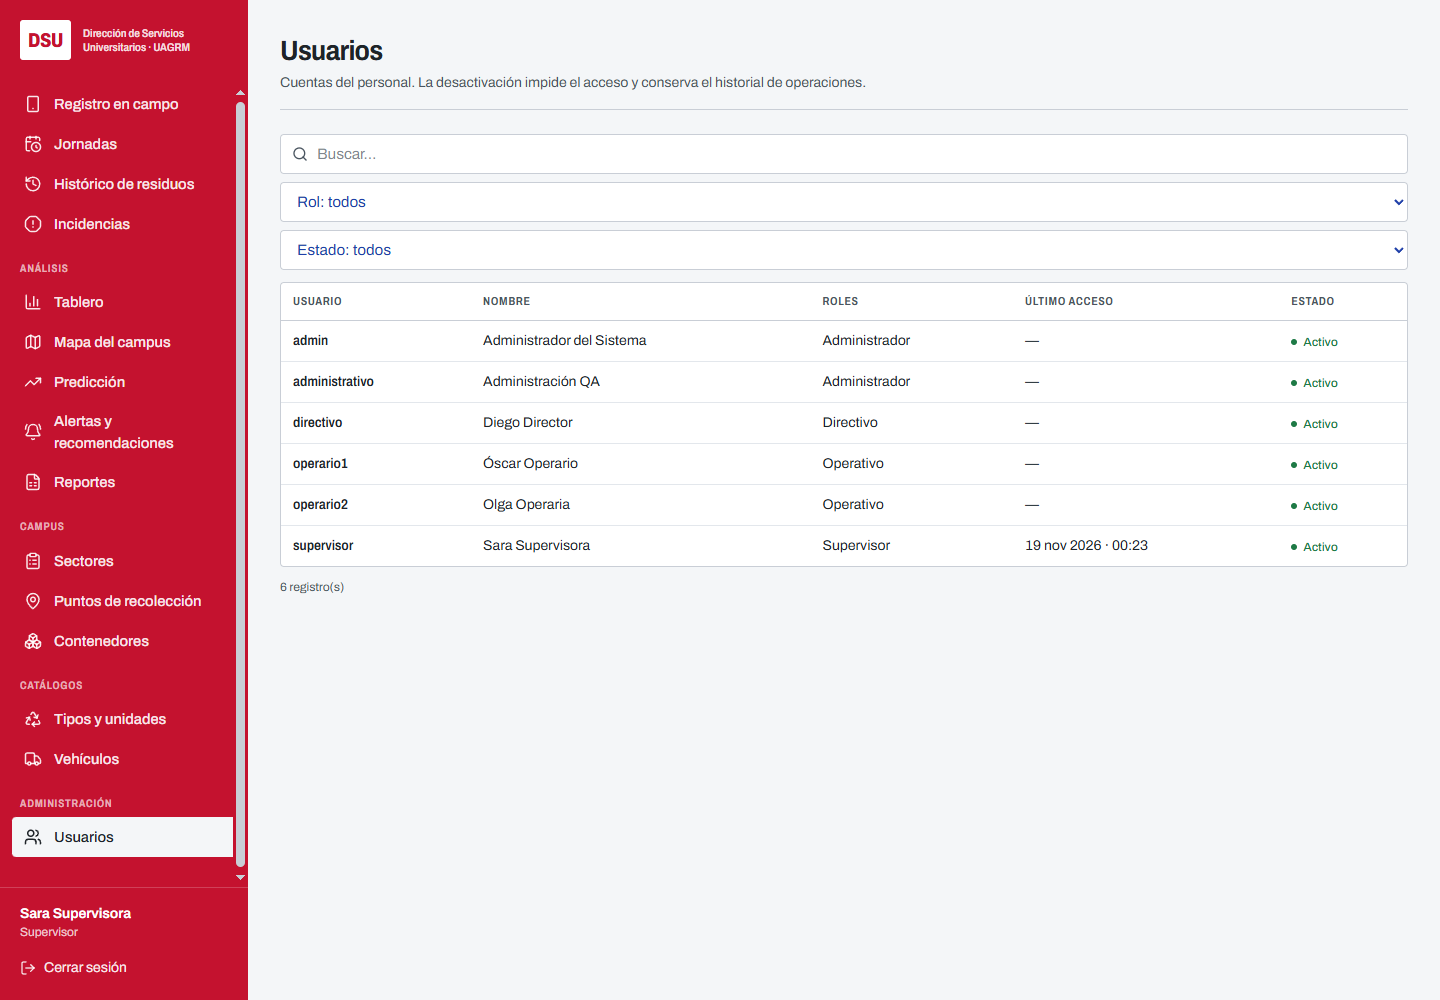 DSU
Dirección de Servicios
Universitarios · UAGRM
Registro en campo
Jornadas
Histórico de residuos
Incidencias
ANÁLISIS
Tablero
Mapa del campus
Predicción
Alertas y
recomendaciones
Reportes
CAMPUS
Sectores
Puntos de recolección
Contenedores
CATÁLOGOS
Tipos y unidades
Vehículos
ADMINISTRACIÓN
Usuarios
Sara Supervisora
Supervisor
Cerrar sesión
Usuarios
Cuentas del personal. La desactivación impide el acceso y conserva el historial de operaciones.
Buscar...
Rol: todos
Estado: todos
USUARIO NOMBRE ROLES ÚLTIMO ACCESO ESTADO
admin Administrador del Sistema Administrador — Activo
administrativo Administración QA Administrador — Activo
directivo Diego Director Directivo — Activo
operario1 Óscar Operario Operativo — Activo
operario2 Olga Operaria Operativo — Activo
supervisor Sara Supervisora Supervisor 19 nov 2026 · 00:23 Activo
6 registro(s)